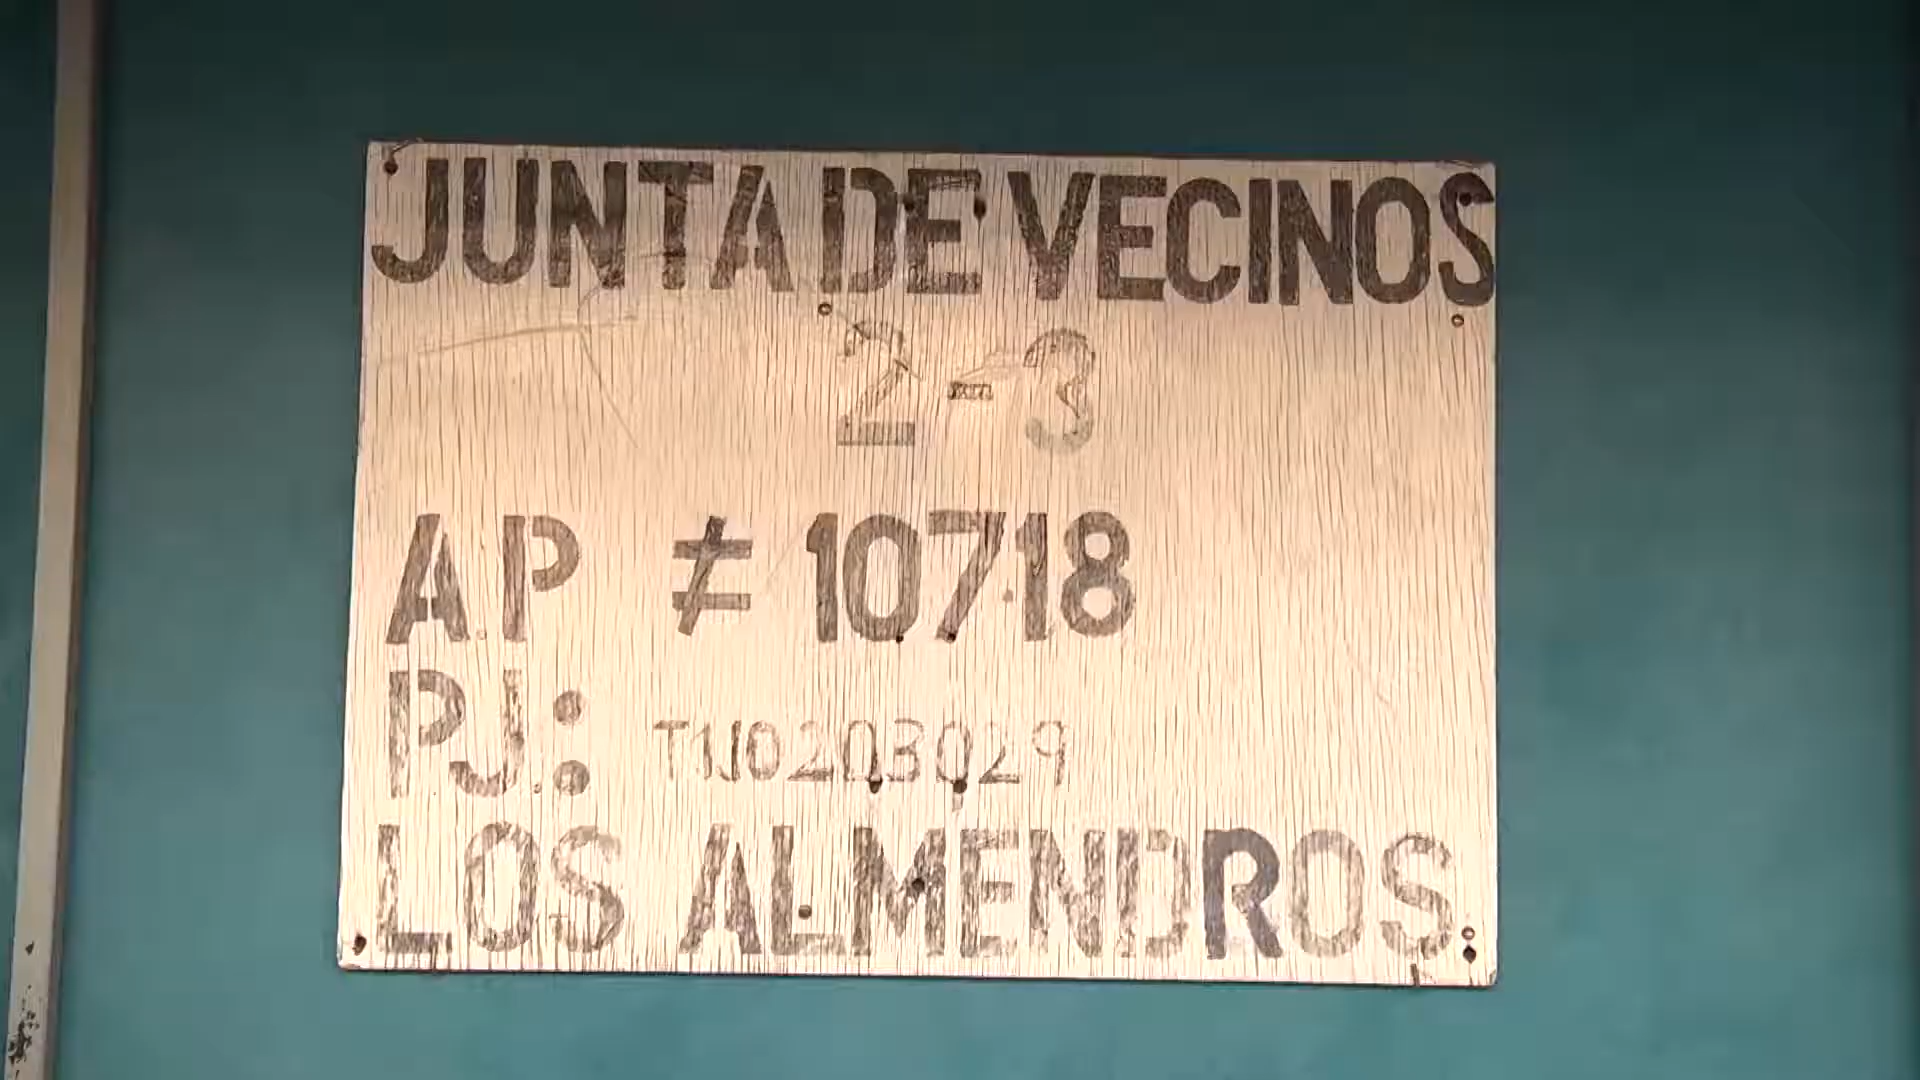 JUNTA DE VECINOS
2-3
AP ≠ 10718
PJ.: T1J0203029
LOS ALMENDROS